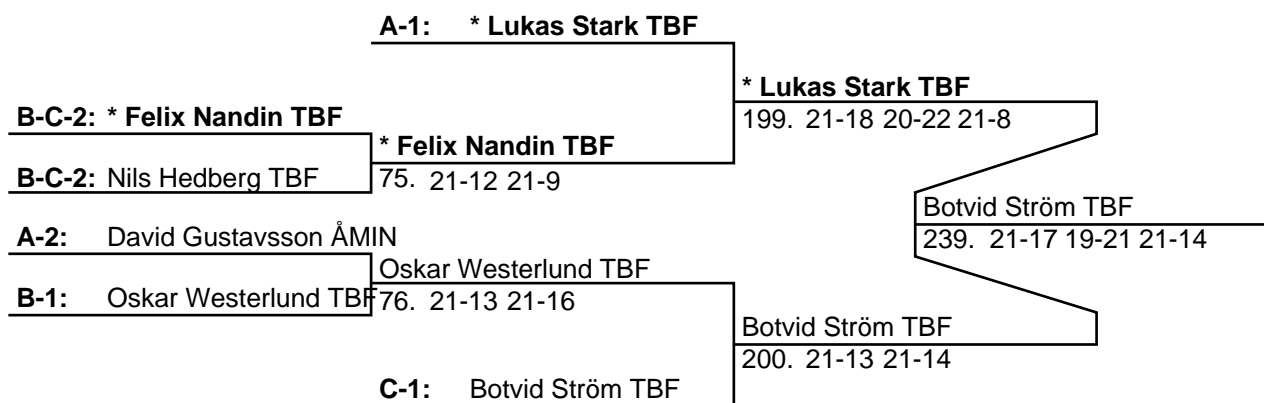 A-1: * Lukas Stark TBF
* Lukas Stark TBF
199. 21-18 20-22 21-8
B-C-2: * Felix Nandin TBF
* Felix Nandin TBF
B-C-2: Nils Hedberg TBF
75. 21-12 21-9
Botvid Ström TBF
239. 21-17 19-21 21-14
A-2: David Gustavsson ÅMIN
Oskar Westerlund TBF
B-1: Oskar Westerlund TBF
76. 21-13 21-16
Botvid Ström TBF
200. 21-13 21-14
C-1: Botvid Ström TBF